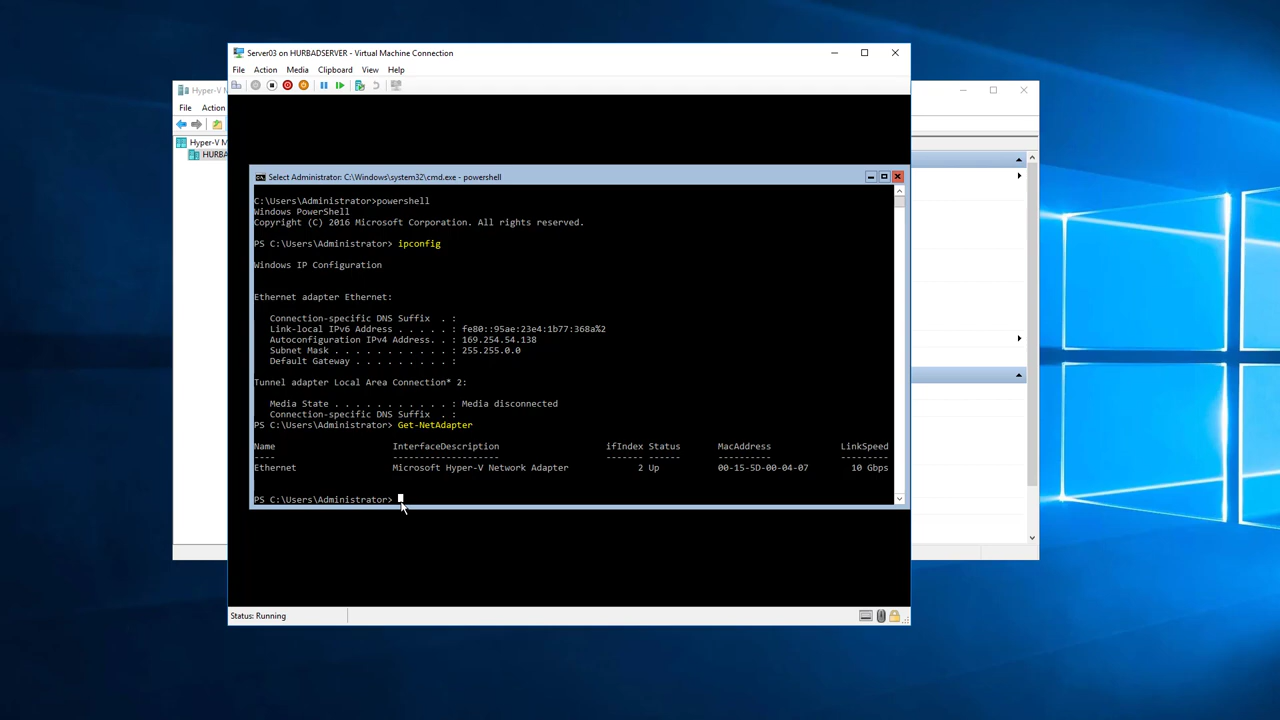 Server03 on HURBADSERVER - Virtual Machine Connection
File Action Media Clipboard View Help
Hyper-V M
File Action
Hyper-V M
HURBA
Select Administrator: C:\Windows\system32\cmd.exe - powershell
C:\Users\Administrator>powershell
Windows PowerShell
Copyright (C) 2016 Microsoft Corporation. All rights reserved.
PS C:\Users\Administrator> ipconfig
Windows IP Configuration
Ethernet adapter Ethernet:
Connection-specific DNS Suffix . :
Link-local IPv6 Address . . . . . : fe80::95ae:23e4:1b77:368a%2
Autoconfiguration IPv4 Address. . : 169.254.54.138
Subnet Mask . . . . . . . . . . . : 255.255.0.0
Default Gateway . . . . . . . . . :
Tunnel adapter Local Area Connection* 2:
Media State . . . . . . . . . . . : Media disconnected
Connection-specific DNS Suffix . :
PS C:\Users\Administrator> Get-NetAdapter
Name InterfaceDescription ifIndex Status MacAddress LinkSpeed
---- -------------------- ------- ------ ---------- ---------
Ethernet Microsoft Hyper-V Network Adapter 2 Up 00-15-5D-00-04-07 10 Gbps
PS C:\Users\Administrator>
Status: Running